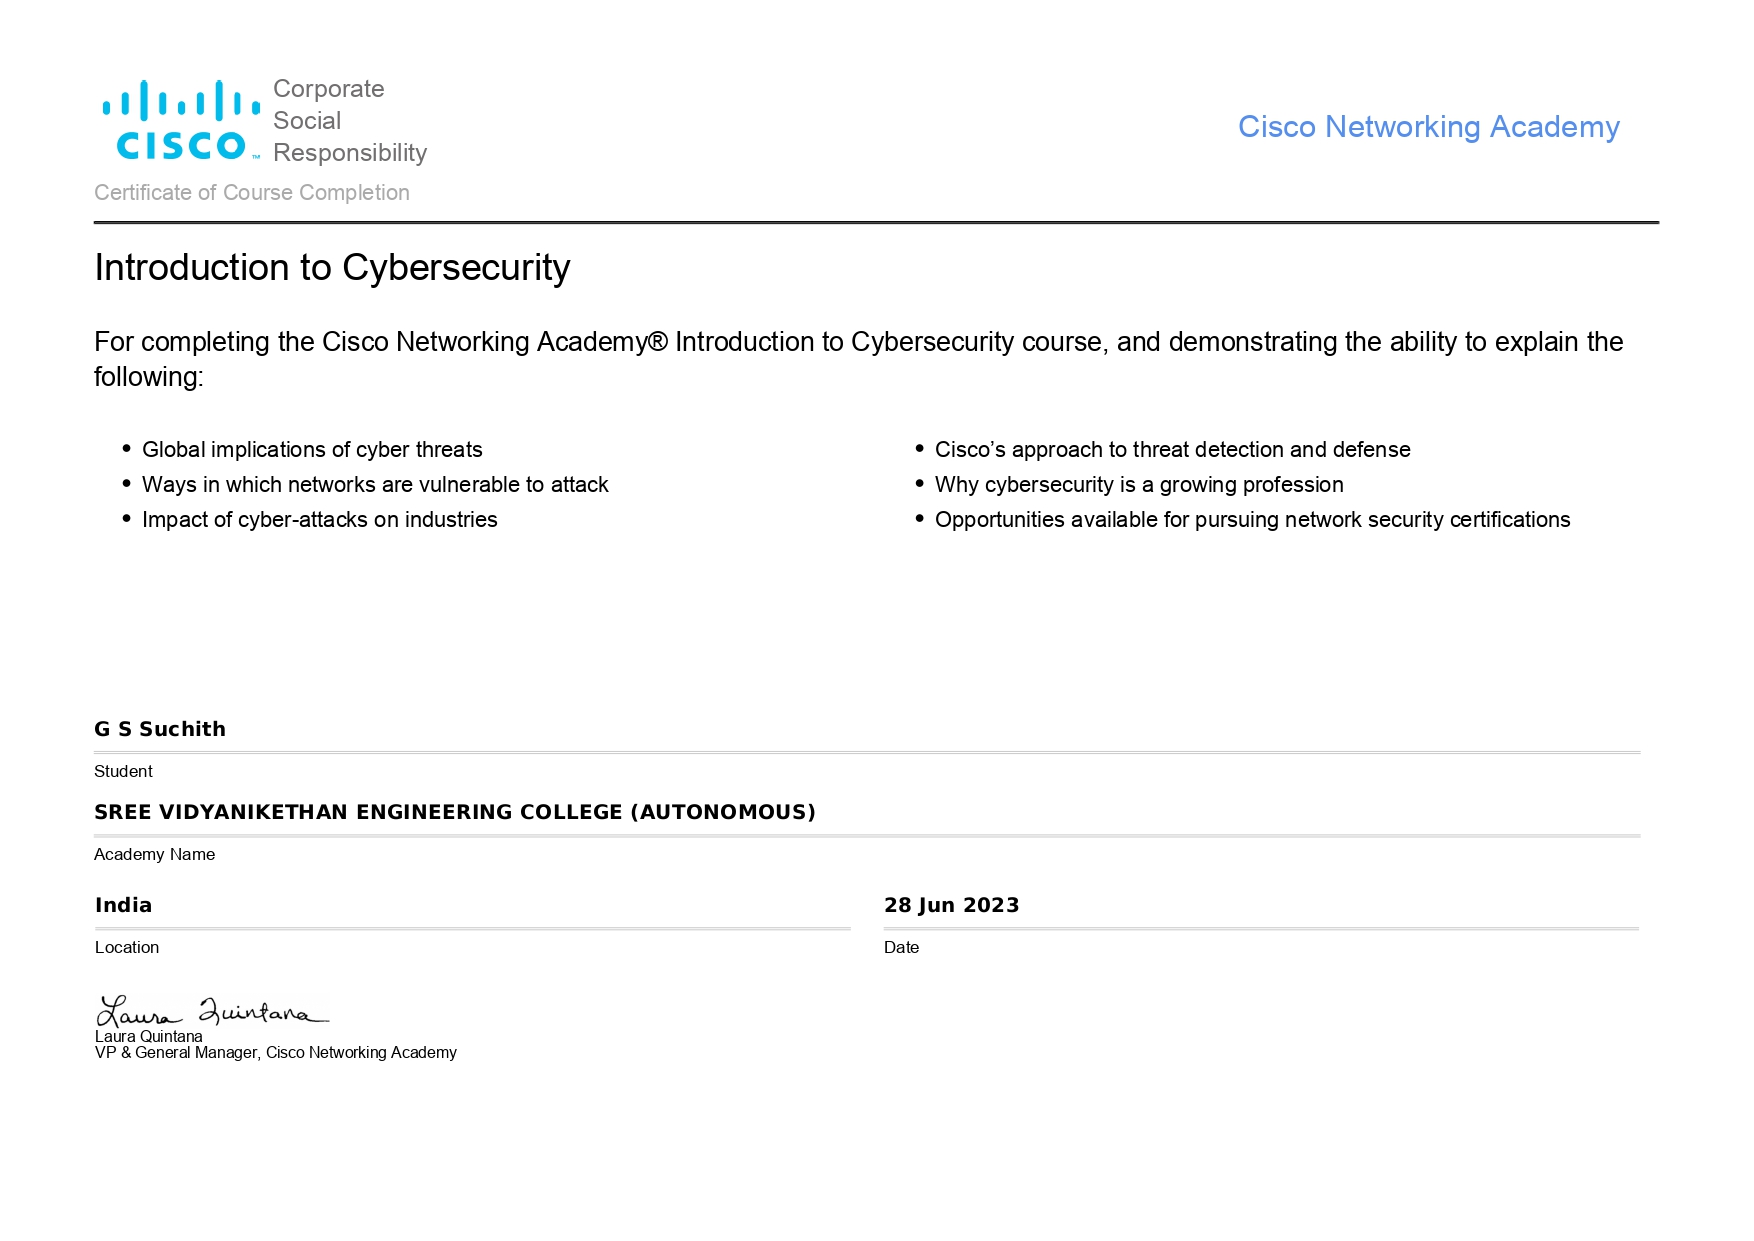 Corporate
Social
Responsibility
CISCO™
Cisco Networking Academy
Certificate of Course Completion
Introduction to Cybersecurity
For completing the Cisco Networking Academy® Introduction to Cybersecurity course, and demonstrating the ability to explain the
following:
• Global implications of cyber threats
• Ways in which networks are vulnerable to attack
• Impact of cyber-attacks on industries
• Cisco’s approach to threat detection and defense
• Why cybersecurity is a growing profession
• Opportunities available for pursuing network security certifications
G S Suchith
Student
SREE VIDYANIKETHAN ENGINEERING COLLEGE (AUTONOMOUS)
Academy Name
India
Location
28 Jun 2023
Date
Laura Quintana
Laura Quintana
VP & General Manager, Cisco Networking Academy